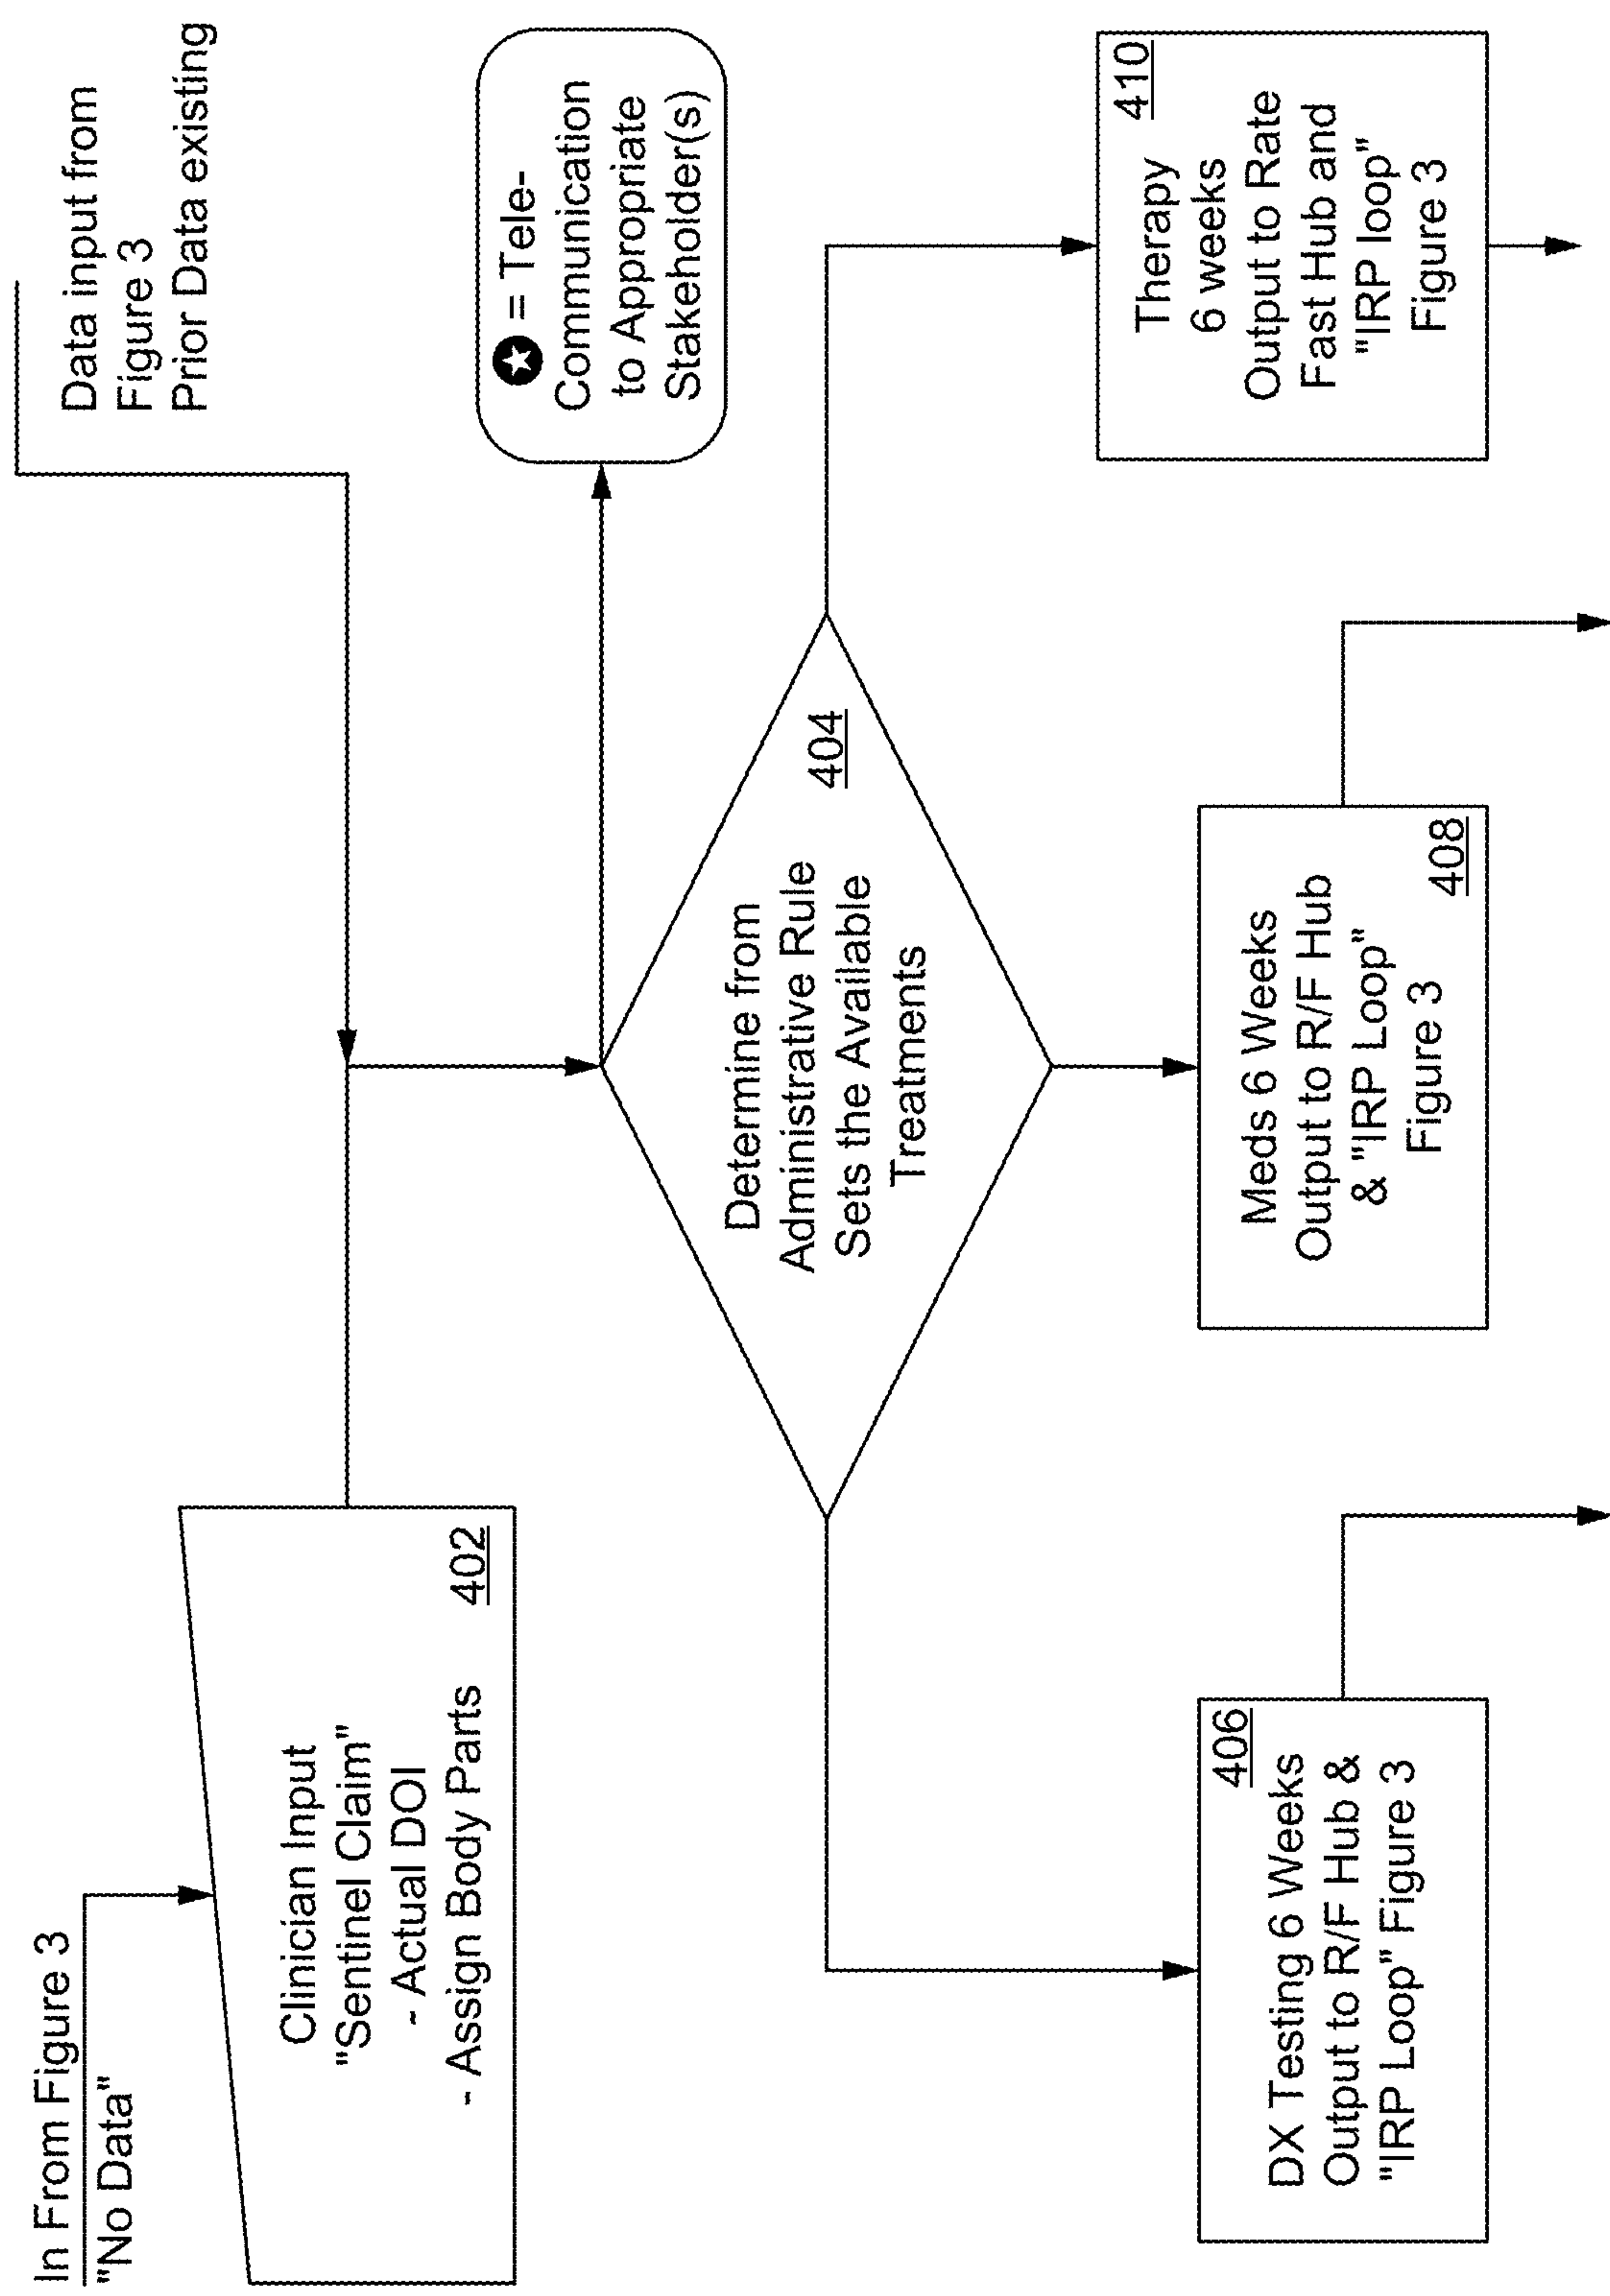 In From Figure 3
"No Data"
Data input from
Figure 3
Prior Data existing
Clinician Input
"Sentinel Claim"
- Actual DOI
- Assign Body Parts
402
= Tele-
Communication
to Appropriate
Stakeholder(s)
Determine from
Administrative Rule
Sets the Available
Treatments
404
406
DX Testing 6 Weeks
Output to R/F Hub &
"IRP Loop" Figure 3
Meds 6 Weeks
Output to R/F Hub
& "IRP Loop"
Figure 3
408
410
Therapy
6 weeks
Output to Rate
Fast Hub and
"IRP loop"
Figure 3